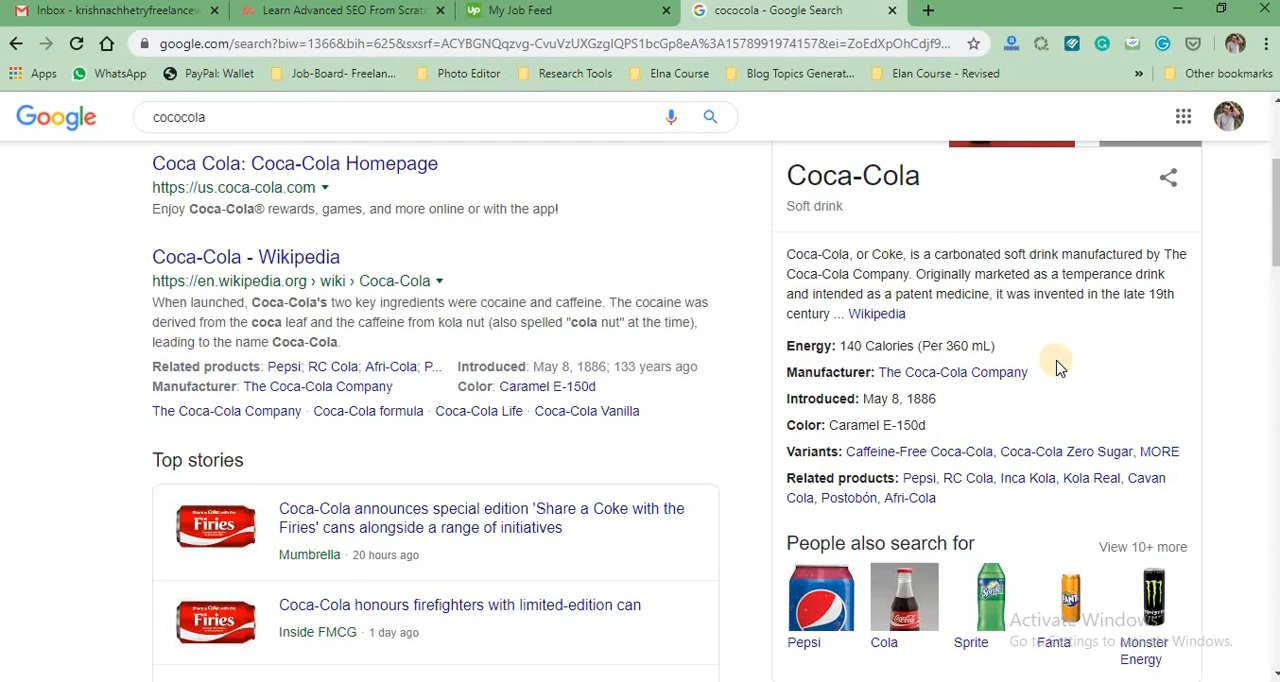 Inbox - krishnachhetryfreelancew
Learn Advanced SEO From Scratc
My Job Feed
cococola - Google Search
google.com/search?biw=1366&bih=625&sxsrf=ACYBGNQqzvg-CvuVzUXGzgIQPS1bcGp8eA%3A1578991974157&ei=ZoEdXpOhCdjf9...
Apps
WhatsApp
PayPal: Wallet
Job-Board- Freelan...
Photo Editor
Research Tools
Elna Course
Blog Topics Generat...
Elan Course - Revised
»
Other bookmarks
Google
cococola
Coca Cola: Coca-Cola Homepage
https://us.coca-cola.com
Enjoy Coca-Cola® rewards, games, and more online or with the app!
Coca-Cola - Wikipedia
https://en.wikipedia.org › wiki › Coca-Cola
When launched, Coca-Cola's two key ingredients were cocaine and caffeine. The cocaine was
derived from the coca leaf and the caffeine from kola nut (also spelled "cola nut" at the time),
leading to the name Coca-Cola.
Related products: Pepsi; RC Cola; Afri-Cola; P...
Introduced: May 8, 1886; 133 years ago
Manufacturer: The Coca-Cola Company
Color: Caramel E-150d
The Coca-Cola Company · Coca-Cola formula · Coca-Cola Life · Coca-Cola Vanilla
Top stories
Firies
Coca-Cola announces special edition 'Share a Coke with the
Firies' cans alongside a range of initiatives
Mumbrella · 20 hours ago
Firies
Coca-Cola honours firefighters with limited-edition can
Inside FMCG · 1 day ago
Coca-Cola
Soft drink
Coca-Cola, or Coke, is a carbonated soft drink manufactured by The
Coca-Cola Company. Originally marketed as a temperance drink
and intended as a patent medicine, it was invented in the late 19th
century ... Wikipedia
Energy: 140 Calories (Per 360 mL)
Manufacturer: The Coca-Cola Company
Introduced: May 8, 1886
Color: Caramel E-150d
Variants: Caffeine-Free Coca-Cola, Coca-Cola Zero Sugar, MORE
Related products: Pepsi, RC Cola, Inca Kola, Kola Real, Cavan
Cola, Postobón, Afri-Cola
People also search for
View 10+ more
Pepsi
Cola
Sprite
Fanta
Monster
Energy
Activate Windows
Go to Settings to activate Windows.